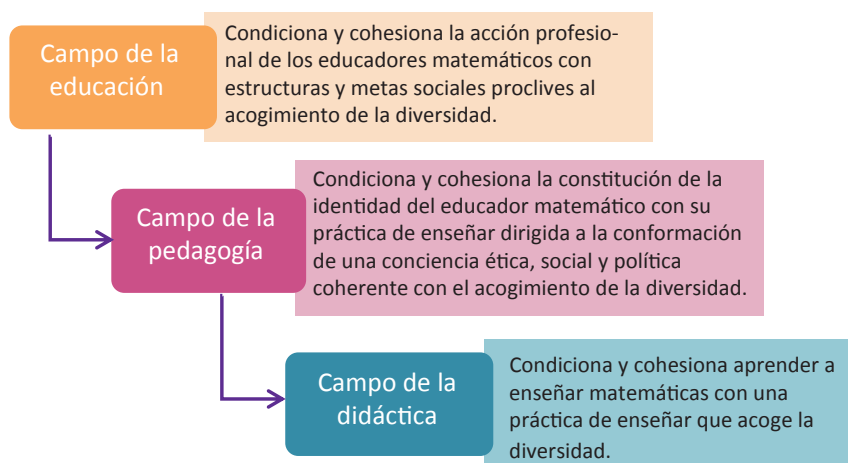 Campo de la
educación
Condiciona y cohesiona la acción profesio-
nal de los educadores matemáticos con
estructuras y metas sociales proclives al
acogimiento de la diversidad.
Campo de la
pedagogía
Condiciona y cohesiona la constitución de la
identidad del educador matemático con su
práctica de enseñar dirigida a la conformación
de una conciencia ética, social y política
coherente con el acogimiento de la diversidad.
Campo de la
didáctica
Condiciona y cohesiona aprender a
enseñar matemáticas con una
práctica de enseñar que acoge la
diversidad.